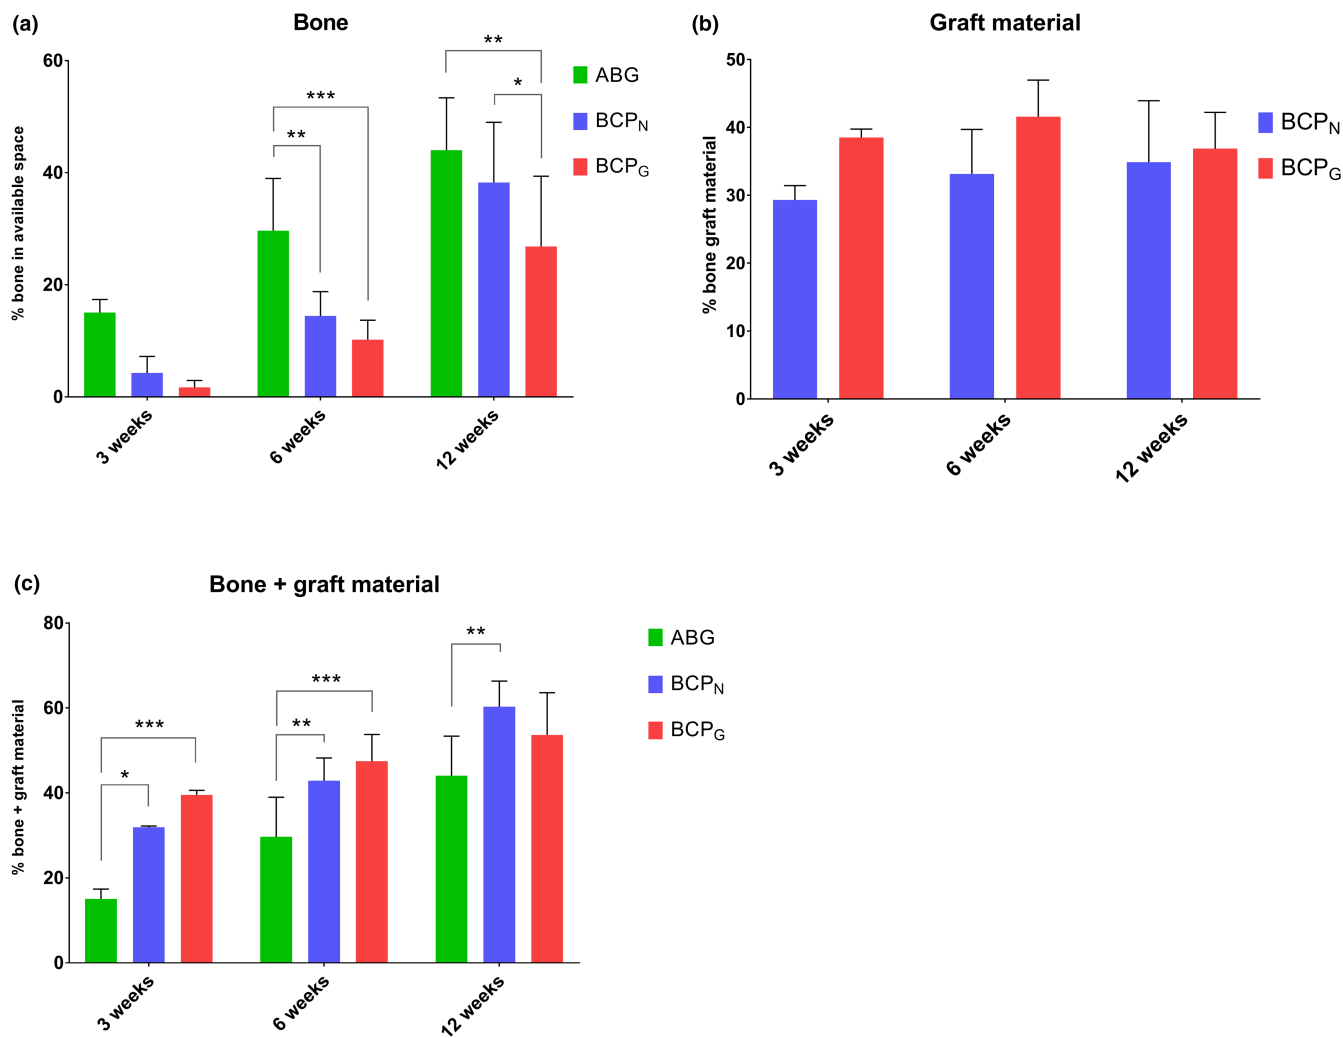 (a)
Bone
% bone in available space
60
40
20
0
**
*
***
**
3 weeks
6 weeks
12 weeks
ABG
BCPN
BCPG
(b)
Graft material
% bone graft material
50
40
30
20
10
0
3 weeks
6 weeks
12 weeks
BCPN
BCPG
(c)
Bone + graft material
% bone + graft material
80
60
40
20
0
***
*
***
**
**
3 weeks
6 weeks
12 weeks
ABG
BCPN
BCPG